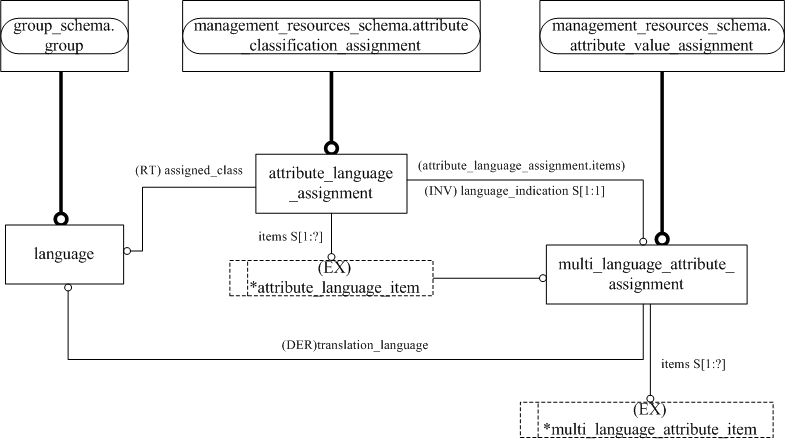 group_schema.
group
management_resources_schema.attribute
_classification_assignment
management_resources_schema.
attribute_value_assignment
(RT) assigned_class
attribute_language
_assignment
(attribute_language_assignment.items)
(INV) language_indication S[1:1]
language
items S[1:?]
(EX)
*attribute_language_item
multi_language_attribute_
assignment
(DER)translation_language
items S[1:?]
(EX)
*multi_language_attribute_item